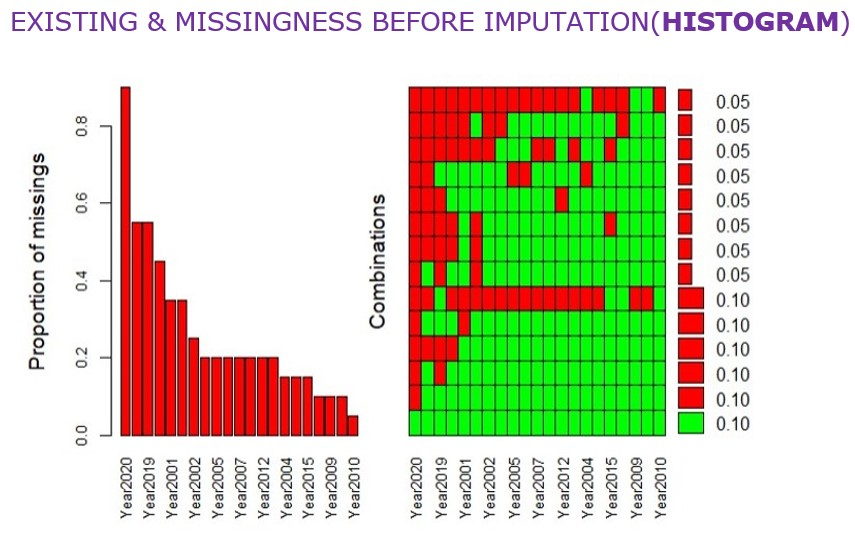 EXISTING & MISSINGNESS BEFORE IMPUTATION(HISTOGRAM)
Proportion of missings
0.8
0.6
0.4
0.2
0.0
Year2020
Year2019
Year2001
Year2002
Year2005
Year2007
Year2012
Year2004
Year2015
Year2009
Year2010
Combinations
Year2020
Year2019
Year2001
Year2002
Year2005
Year2007
Year2012
Year2004
Year2015
Year2009
Year2010
0.05
0.05
0.05
0.05
0.05
0.05
0.05
0.05
0.10
0.10
0.10
0.10
0.10
0.10